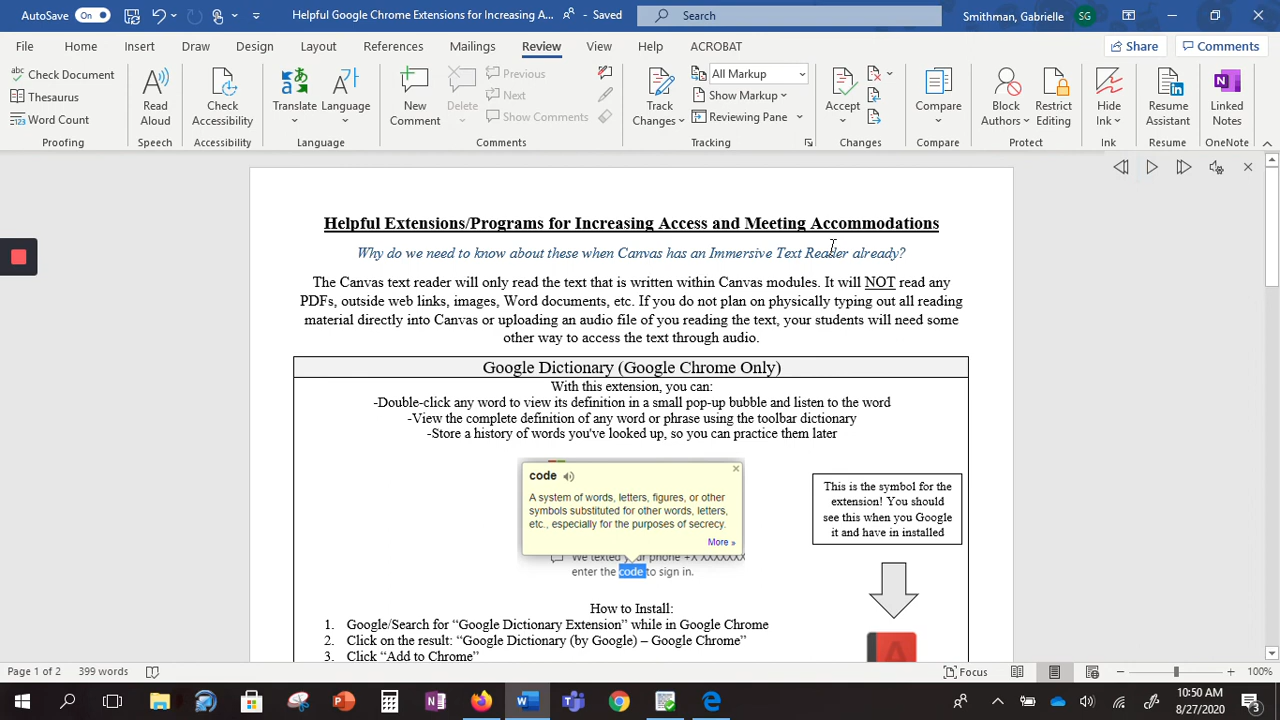 AutoSave On Helpful Google Chrome Extensions for Increasing A... - Saved Search Smithman, Gabrielle SG
File Home Insert Draw Design Layout References Mailings Review View Help ACROBAT Share Comments
abc Check Document
Thesaurus
Word Count
Proofing
Read Aloud
Speech
Check Accessibility
Accessibility
Translate Language
Language
New Comment
Delete
Previous
Next
Show Comments
Comments
Track Changes
All Markup
Show Markup
Reviewing Pane
Tracking
Accept
Changes
Compare
Compare
Block Authors
Restrict Editing
Protect
Hide Ink
Ink
Resume Assistant
Resume
Linked Notes
OneNote
Helpful Extensions/Programs for Increasing Access and Meeting Accommodations
Why do we need to know about these when Canvas has an Immersive Text Reader already?
The Canvas text reader will only read the text that is written within Canvas modules. It will NOT read any
PDFs, outside web links, images, Word documents, etc. If you do not plan on physically typing out all reading
material directly into Canvas or uploading an audio file of you reading the text, your students will need some
other way to access the text through audio.
Google Dictionary (Google Chrome Only)
With this extension, you can:
-Double-click any word to view its definition in a small pop-up bubble and listen to the word
-View the complete definition of any word or phrase using the toolbar dictionary
-Store a history of words you've looked up, so you can practice them later
code
A system of words, letters, figures, or other
symbols substituted for other words, letters,
etc., especially for the purposes of secrecy.
More »
We texted your phone +X XXXXXXX
enter the code to sign in.
This is the symbol for the
extension! You should
see this when you Google
it and have in installed
How to Install:
1. Google/Search for “Google Dictionary Extension” while in Google Chrome
2. Click on the result: “Google Dictionary (by Google) – Google Chrome”
3. Click “Add to Chrome”
Page 1 of 2 399 words Focus 100%
10:50 AM
8/27/2020
3